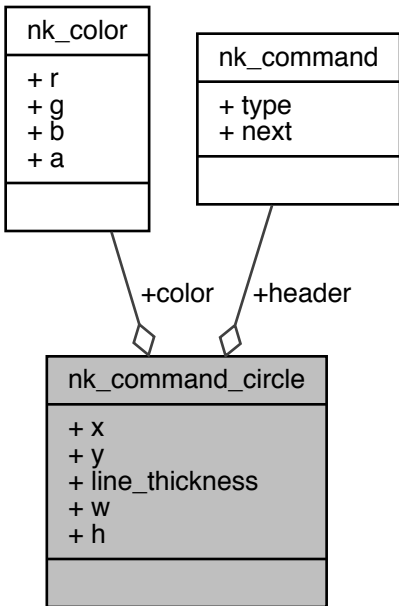 nk_color
+ r
+ g
+ b
+ a
nk_command
+ type
+ next
+color
+header
nk_command_circle
+ x
+ y
+ line_thickness
+ w
+ h